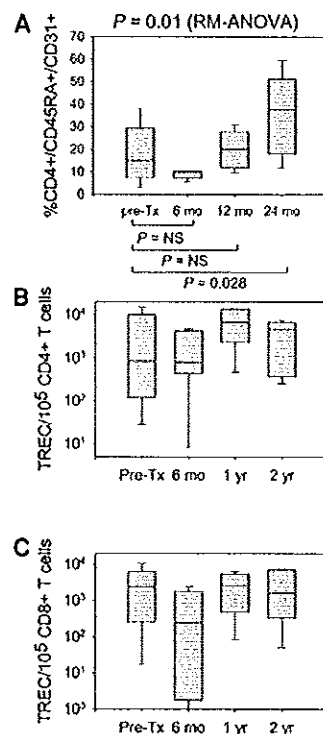 A P = 0.01 (RM-ANOVA)
%CD4+/CD45RA+/CD31+
70
60
50
40
30
20
10
0
pre-Tx 6 mo 12 mo 24 mo
P = NS
P = NS
P = 0.028
B
TREC/10⁵ CD4+ T cells
10⁴
10³
10²
10¹
Pre-Tx 6 mo 1 yr 2 yr
C
TREC/10⁵ CD8+ T cells
10⁴
10³
10²
10¹
10⁰
Pre-Tx 6 mo 1 yr 2 yr